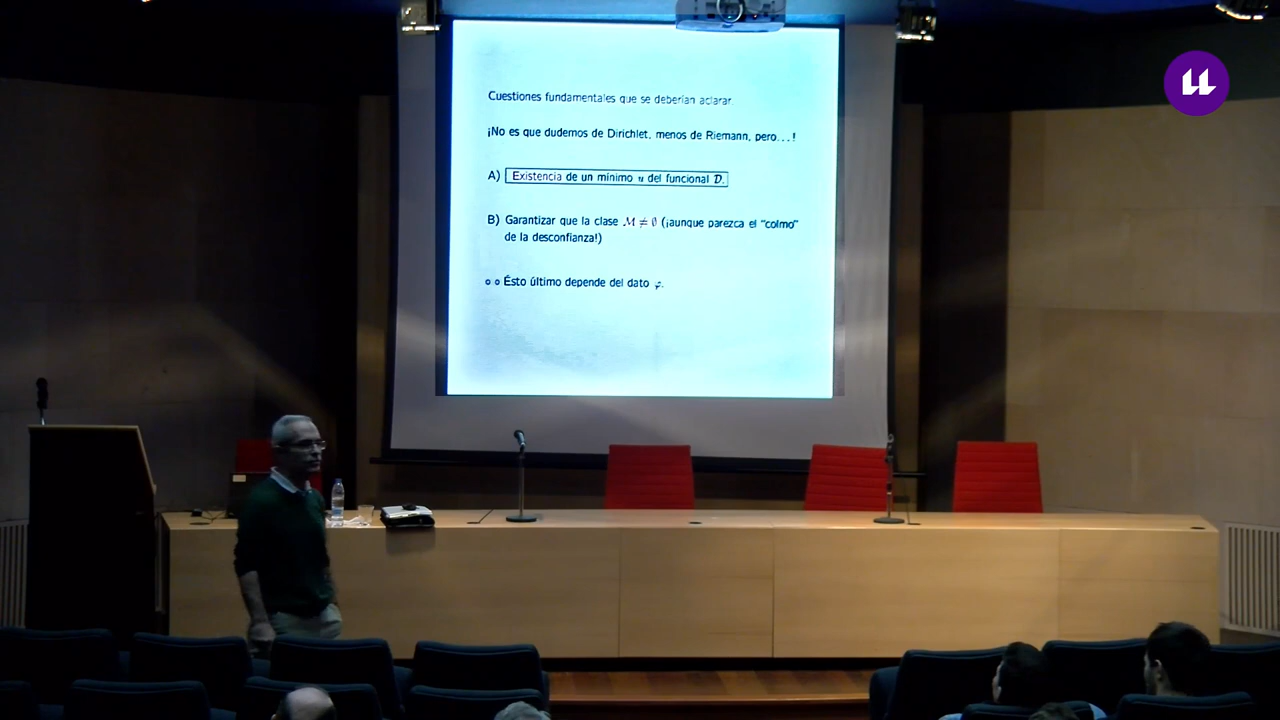 Cuestiones fundamentales que se deberían aclarar.
¡No es que dudemos de Dirichlet, menos de Riemann, pero...!
A) Existencia de un mínimo u del funcional 𝒟.
B) Garantizar que la clase ℳ ≠ ∅ (¡aunque parezca el "colmo"
de la desconfianza!)
∘∘ Ésto último depende del dato φ.